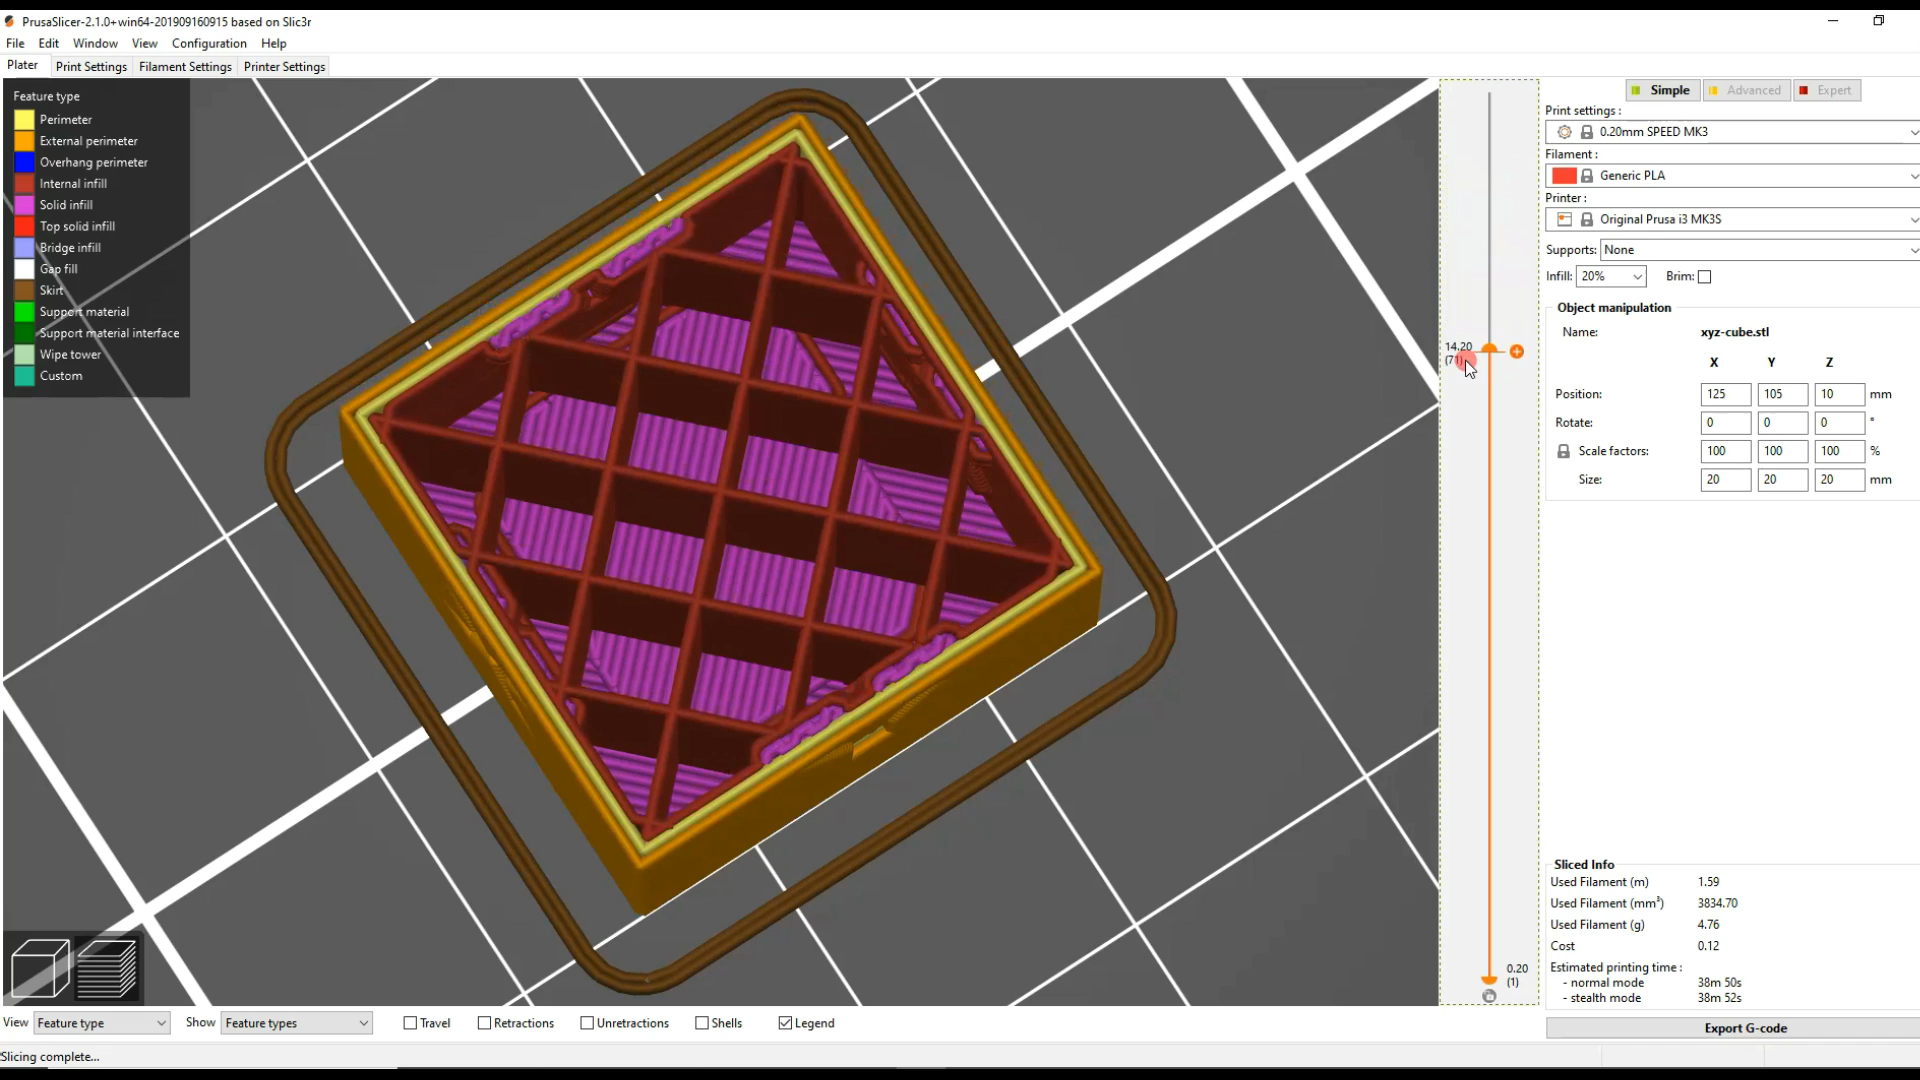 PrusaSlicer-2.1.0+win64-201909160915 based on Slic3r
File Edit Window View Configuration Help
Plater Print Settings Filament Settings Printer Settings
Feature type
Perimeter
External perimeter
Overhang perimeter
Internal infill
Solid infill
Top solid infill
Bridge infill
Gap fill
Skirt
Support material
Support material interface
Wipe tower
Custom
14.20
(71)
0.20
(1)
Simple Advanced Expert
Print settings :
0.20mm SPEED MK3
Filament :
Generic PLA
Printer :
Original Prusa i3 MK3S
Supports: None
Infill: 20% Brim:
Object manipulation
Name: xyz-cube.stl
X Y Z
Position: 125 105 10 mm
Rotate: 0 0 0 °
Scale factors: 100 100 100 %
Size: 20 20 20 mm
Sliced Info
Used Filament (m) 1.59
Used Filament (mm³) 3834.70
Used Filament (g) 4.76
Cost 0.12
Estimated printing time :
- normal mode 38m 50s
- stealth mode 38m 52s
Export G-code
View Feature type Show Feature types Travel Retractions Unretractions Shells Legend
Slicing complete...